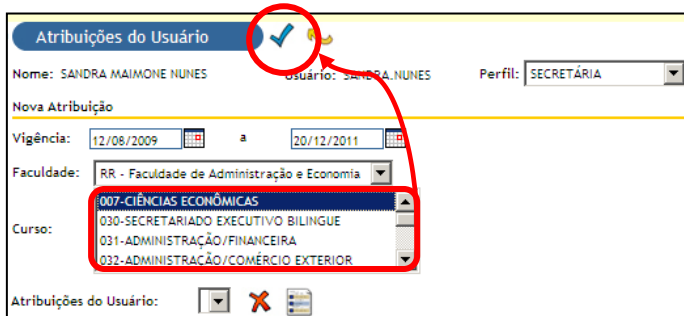 Atribuições do Usuário
Nome: SANDRA MAIMONE NUNES Usuário: SANDRA.NUNES Perfil: SECRETÁRIA
Nova Atribuição
Vigência: 12/08/2009 a 20/12/2011
Faculdade: RR - Faculdade de Administração e Economia
Curso:
007-CIÊNCIAS ECONÔMICAS
030-SECRETARIADO EXECUTIVO BILINGUE
031-ADMINISTRAÇÃO/FINANCEIRA
032-ADMINISTRAÇÃO/COMÉRCIO EXTERIOR
Atribuições do Usuário: